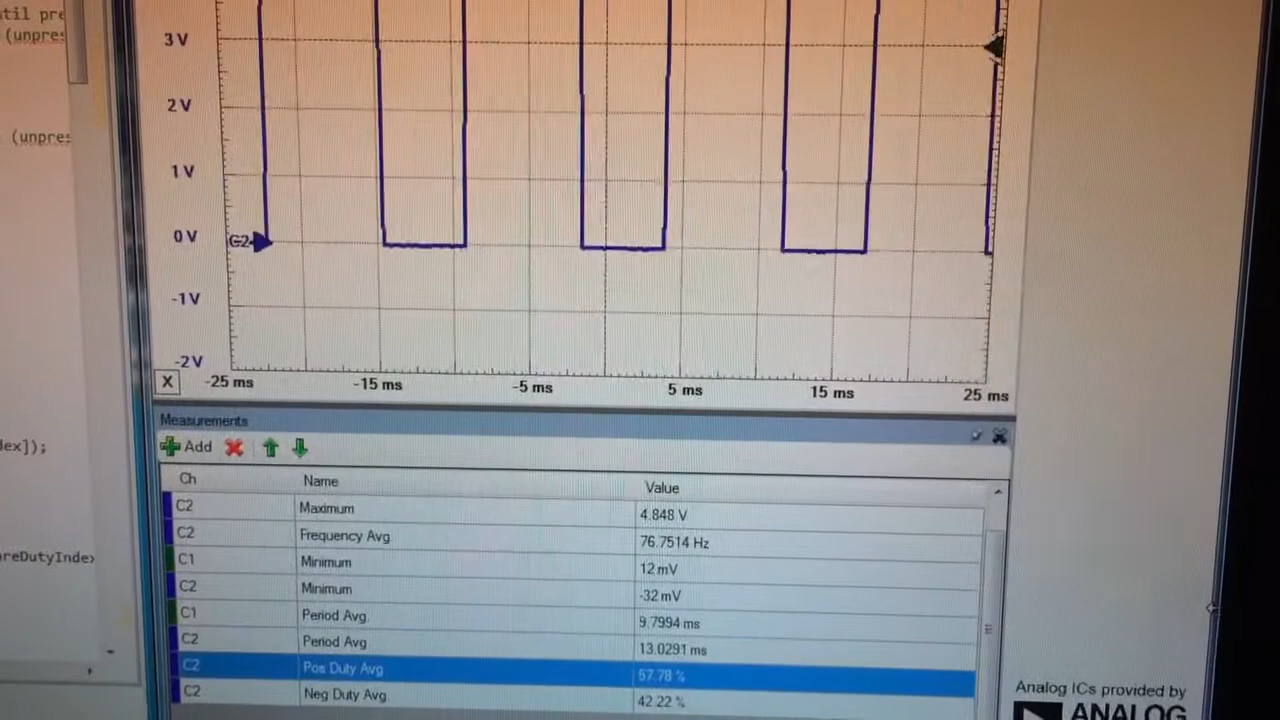 til pre
(unpres
(unpres
dex]);
reDutyIndex
3 V
2 V
1 V
0 V
-1 V
-2 V
C2
X
-25 ms
-15 ms
-5 ms
5 ms
15 ms
25 ms
Measurements
Add
Ch Name Value
C2 Maximum 4.848 V
C2 Frequency Avg 76.7514 Hz
C1 Minimum 12 mV
C2 Minimum -32 mV
C1 Period Avg 9.7994 ms
C2 Period Avg 13.0291 ms
C2 Pos Duty Avg 57.78 %
C2 Neg Duty Avg 42.22 %
Analog ICs provided by
ANALOG